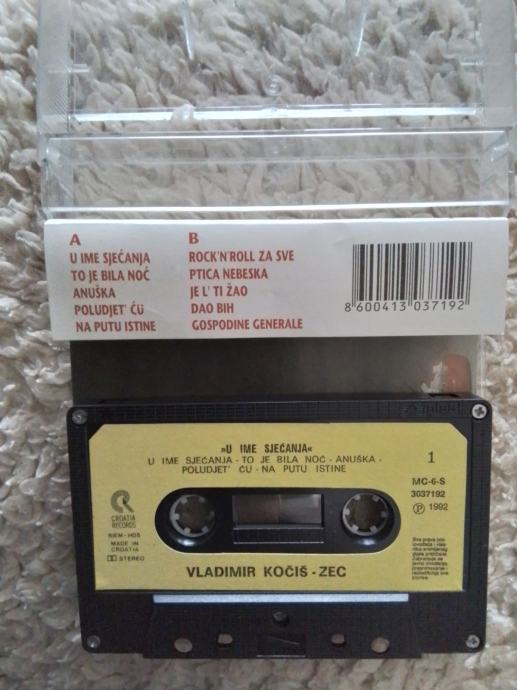 A
U IME SJEĆANJA
TO JE BILA NOĆ
ANUŠKA
POLUDJET' ĆU
NA PUTU ISTINE
B
ROCK'N'ROLL ZA SVE
PTICA NEBESKA
JE L' TI ŽAO
DAO BIH
GOSPODINE GENERALE
8 600413 037192
»U IME SJEĆANJA«
U IME SJEĆANJA - TO JE BILA NOĆ - ANUŠKA -
POLUDJET' ĆU - NA PUTU ISTINE
1
MC-6-S
3037192
Ⓟ 1992
CROATIA
RECORDS
SIEM - HDS
MADE IN
CROATIA
STEREO
VLADIMIR KOČIŠ - ZEC